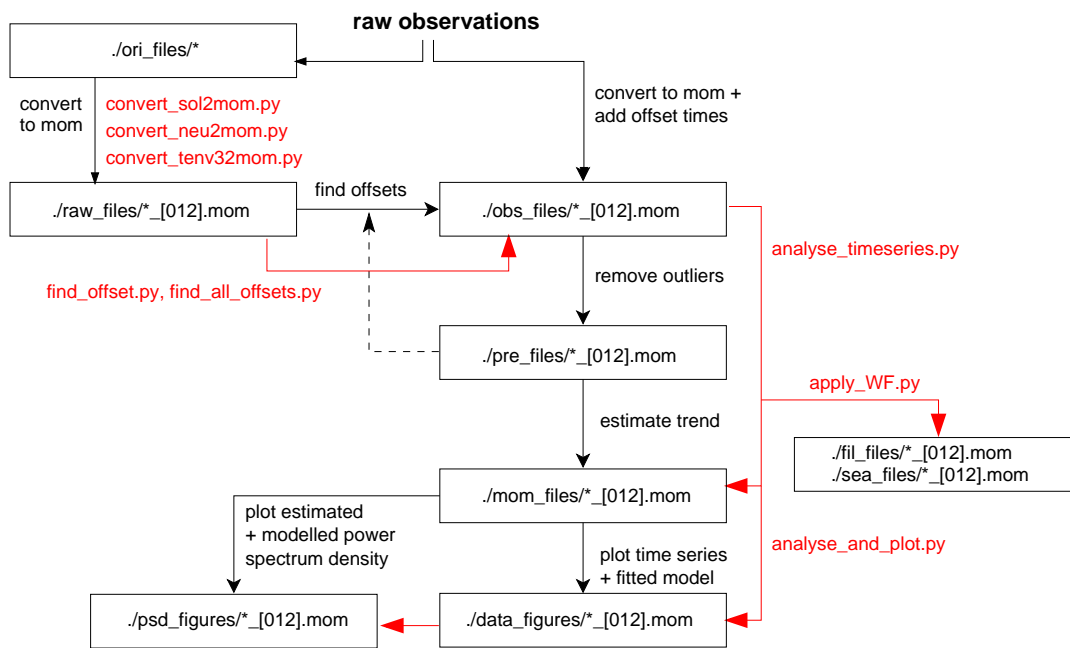 raw observations
./ori_files/*
convert
to mom
convert_sol2mom.py
convert_neu2mom.py
convert_tenv32mom.py
convert to mom +
add offset times
./raw_files/*_[012].mom
find offsets
./obs_files/*_[012].mom
analyse_timeseries.py
find_offset.py, find_all_offsets.py
remove outliers
./pre_files/*_[012].mom
apply_WF.py
estimate trend
./fil_files/*_[012].mom
./sea_files/*_[012].mom
./mom_files/*_[012].mom
plot estimated
+ modelled power
spectrum density
plot time series
+ fitted model
analyse_and_plot.py
./psd_figures/*_[012].mom
./data_figures/*_[012].mom